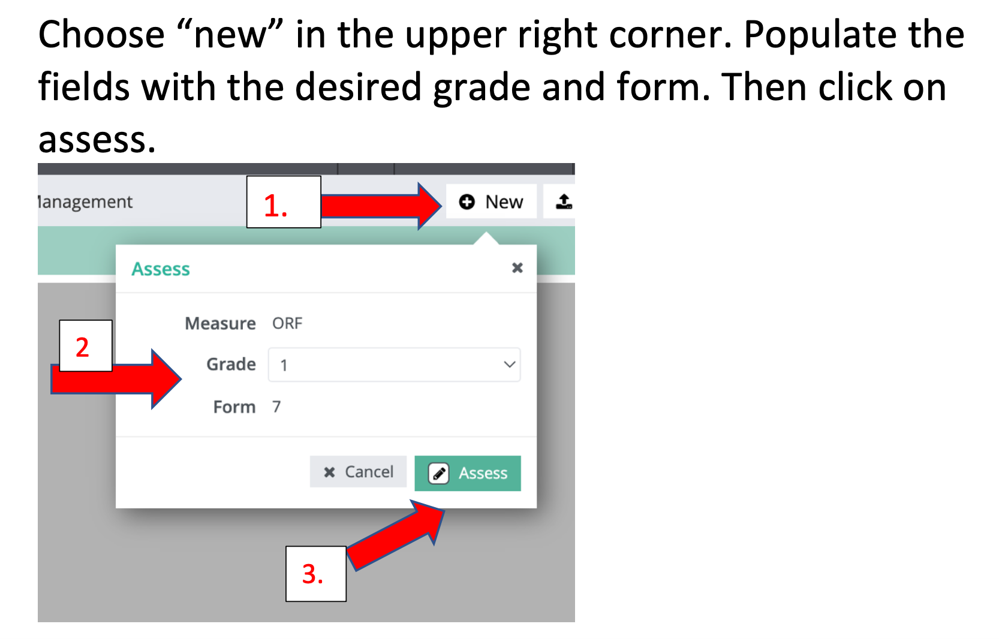 Choose “new” in the upper right corner. Populate the
fields with the desired grade and form. Then click on
assess.
anagement
1.
New
Assess
Measure ORF
2
Grade 1
Form 7
Cancel
Assess
3.